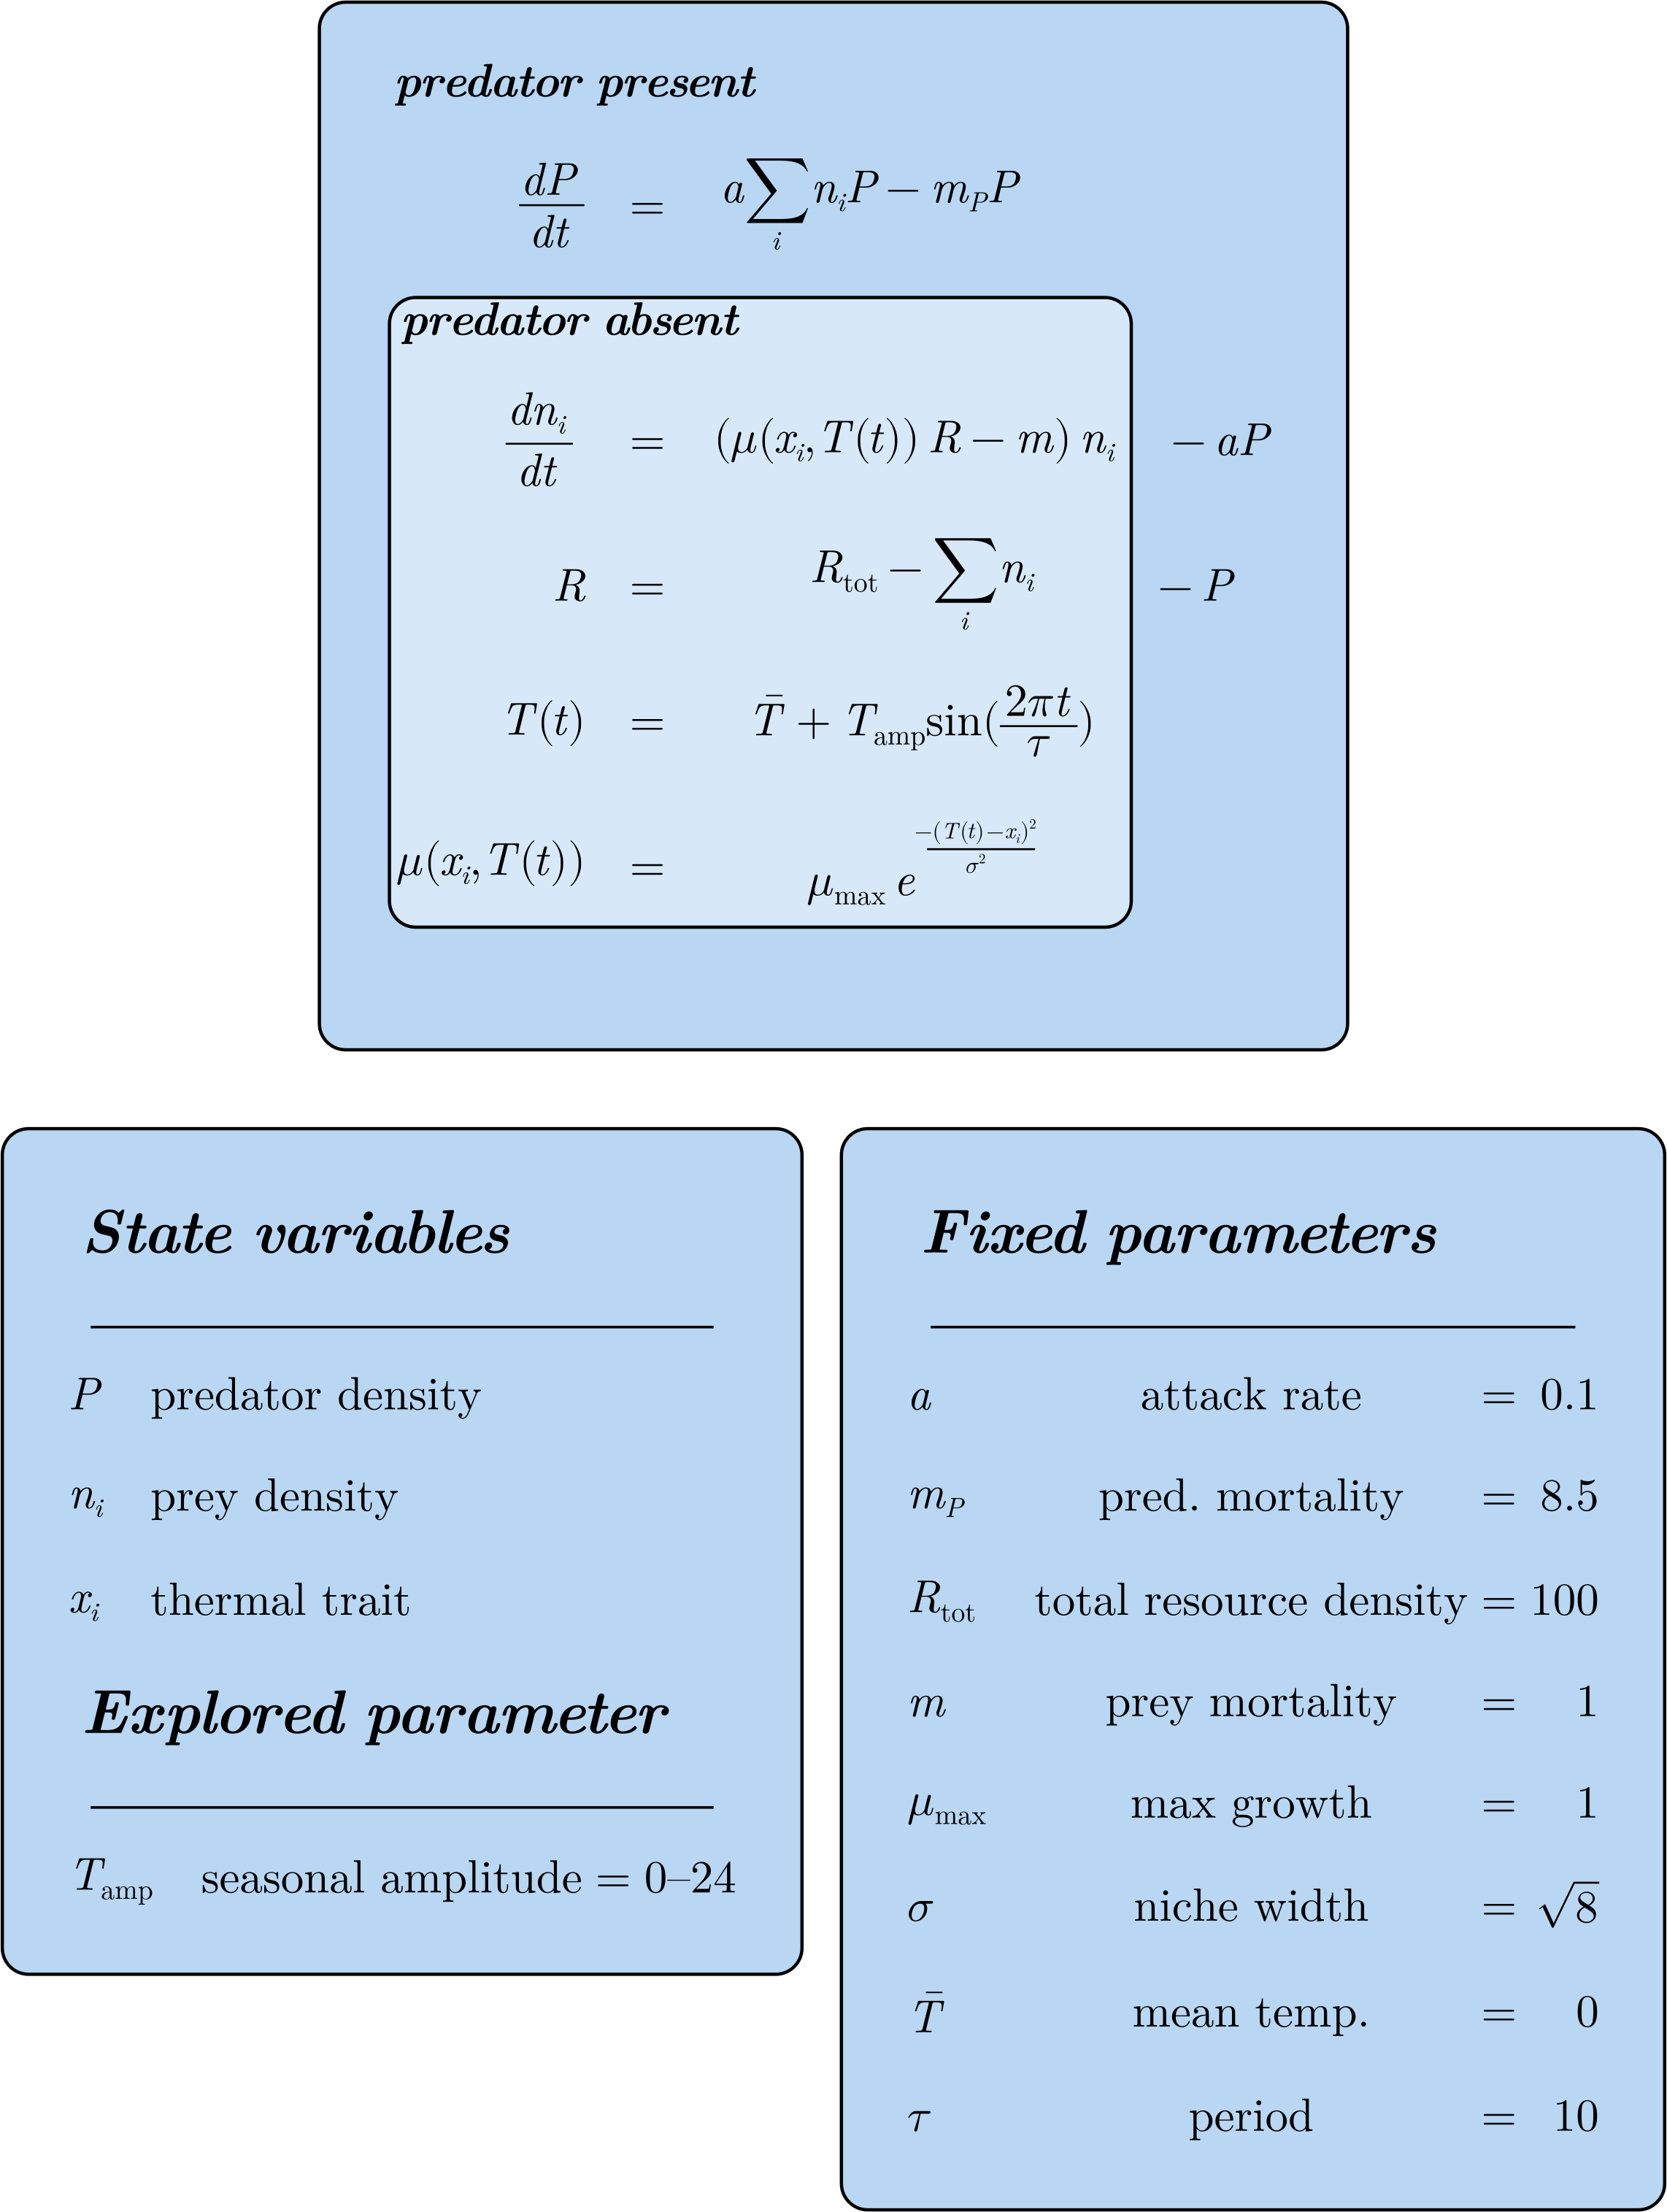 predator present
dP/dt = a∑_i n_i P − m_P P
predator absent
dn_i/dt = (μ(x_i, T(t)) R − m) n_i − aP
R = R_tot − ∑_i n_i − P
T(t) = T̄ + T_amp sin(2πt/τ)
μ(x_i, T(t)) = μ_max e^(−(T(t)−x_i)²/σ²)
State variables
P predator density
n_i prey density
x_i thermal trait
Explored parameter
T_amp seasonal amplitude = 0–24
Fixed parameters
a attack rate = 0.1
m_P pred. mortality = 8.5
R_tot total resource density = 100
m prey mortality = 1
μ_max max growth = 1
σ niche width = √8
T̄ mean temp. = 0
τ period = 10